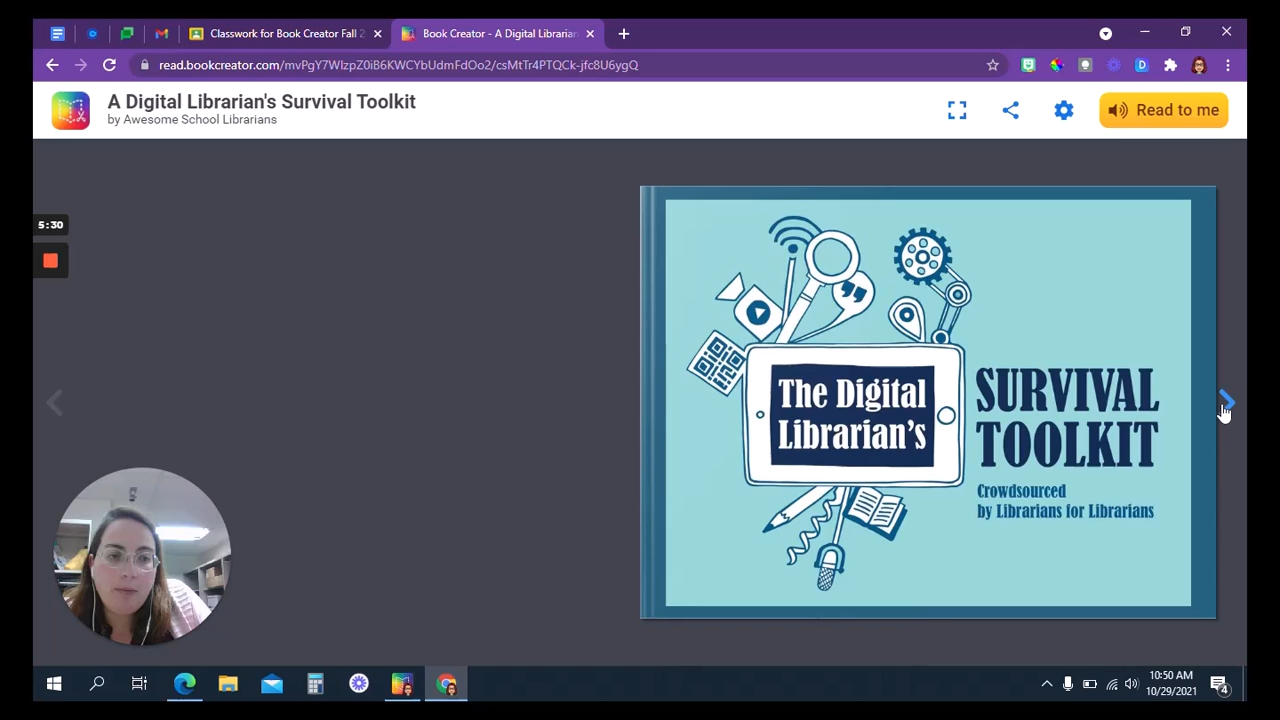 Classwork for Book Creator Fall 2
Book Creator - A Digital Librarian
read.bookcreator.com/mvPgY7WlzpZ0iB6KWCYbUdmFdOo2/csMtTr4PTQCk-jfc8U6ygQ
A Digital Librarian's Survival Toolkit
by Awesome School Librarians
Read to me
5:30
The Digital
Librarian's
SURVIVAL
TOOLKIT
Crowdsourced
by Librarians for Librarians
10:50 AM
10/29/2021
4